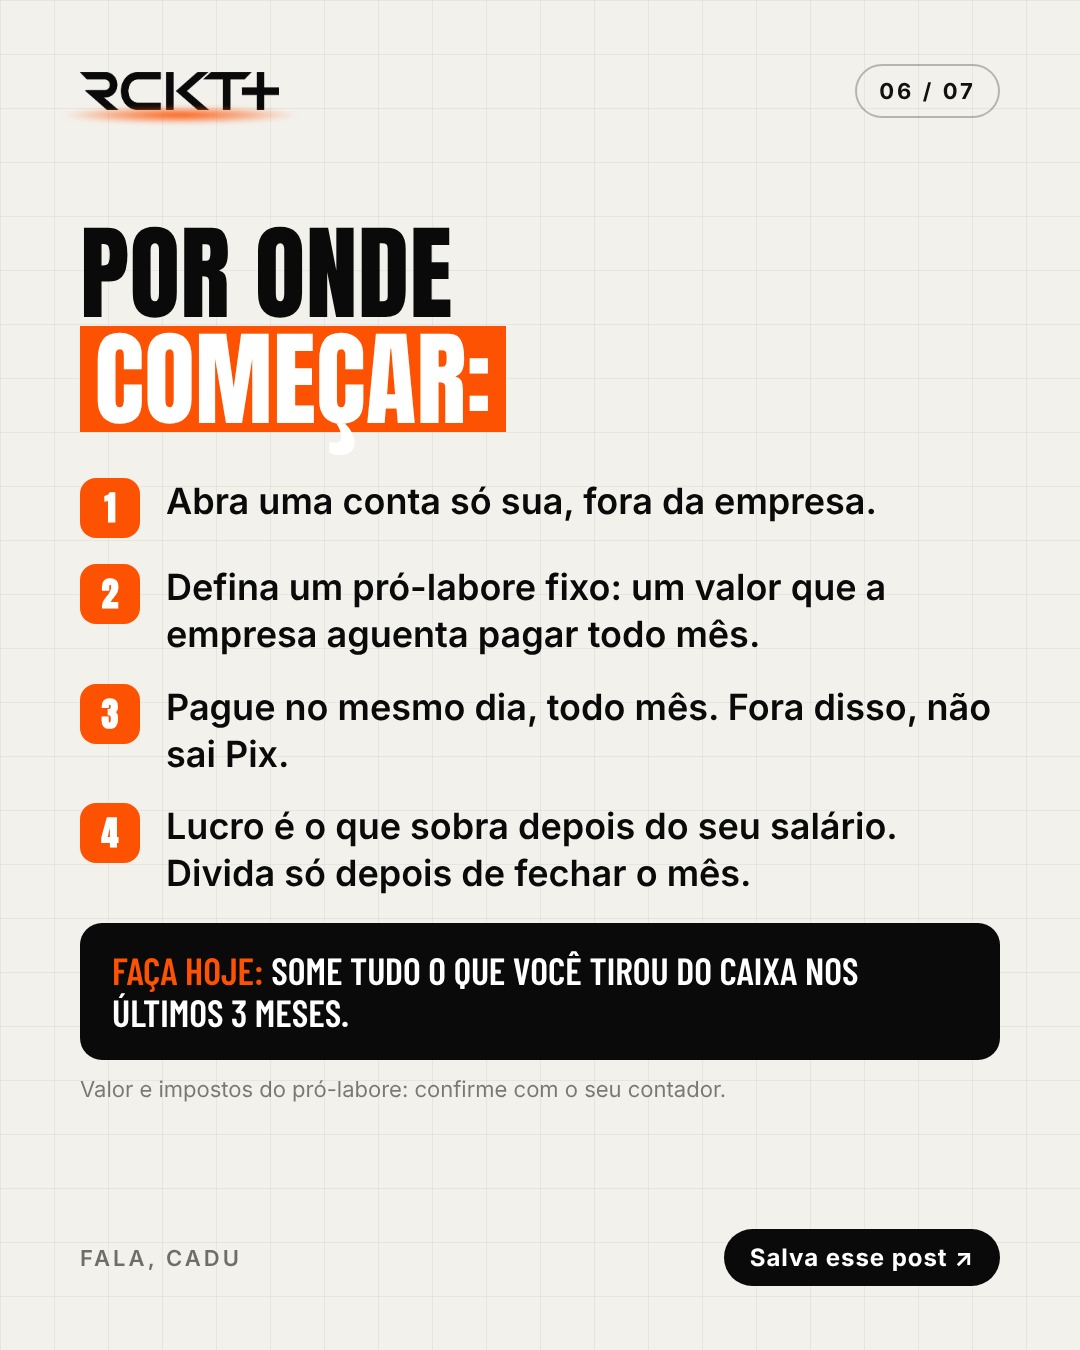 RCKT+
06 / 07
POR ONDE
COMEÇAR:
1 Abra uma conta só sua, fora da empresa.
2 Defina um pró-labore fixo: um valor que a
empresa aguenta pagar todo mês.
3 Pague no mesmo dia, todo mês. Fora disso, não
sai Pix.
4 Lucro é o que sobra depois do seu salário.
Divida só depois de fechar o mês.
FAÇA HOJE: SOME TUDO O QUE VOCÊ TIROU DO CAIXA NOS
ÚLTIMOS 3 MESES.
Valor e impostos do pró-labore: confirme com o seu contador.
FALA, CADU
Salva esse post ↗